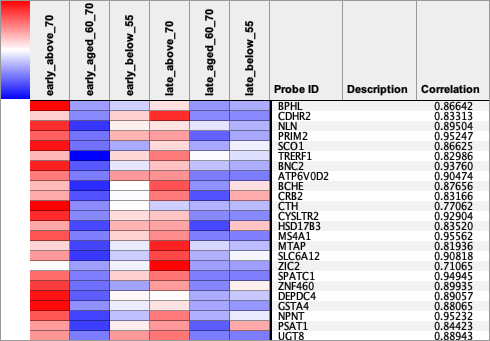 early_above_70
early_aged_60_70
early_below_55
late_above_70
late_aged_60_70
late_below_55
Probe ID Description Correlation
BPHL 0.86642
CDHR2 0.83313
NLN 0.89504
PRIM2 0.95247
SCO1 0.86625
TRERF1 0.82986
BNC2 0.93760
ATP6V0D2 0.90474
BCHE 0.87656
CRB2 0.83166
CTH 0.77062
CYSLTR2 0.92904
HSD17B3 0.83520
MS4A1 0.95562
MTAP 0.81936
SLC6A12 0.90818
ZIC2 0.71065
SPATC1 0.94945
ZNF460 0.89935
DEPDC4 0.89057
GSTA4 0.88065
NPNT 0.95232
PSAT1 0.84423
UGT8 0.88943